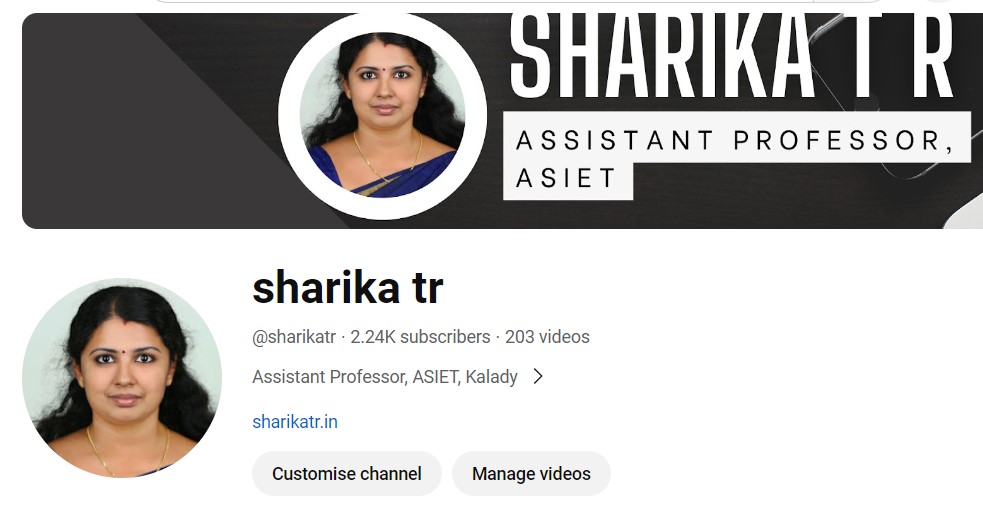 SHARIKA T R
ASSISTANT PROFESSOR,
ASIET
sharika tr
@sharikatr · 2.24K subscribers · 203 videos
Assistant Professor, ASIET, Kalady
sharikatr.in
Customise channel Manage videos